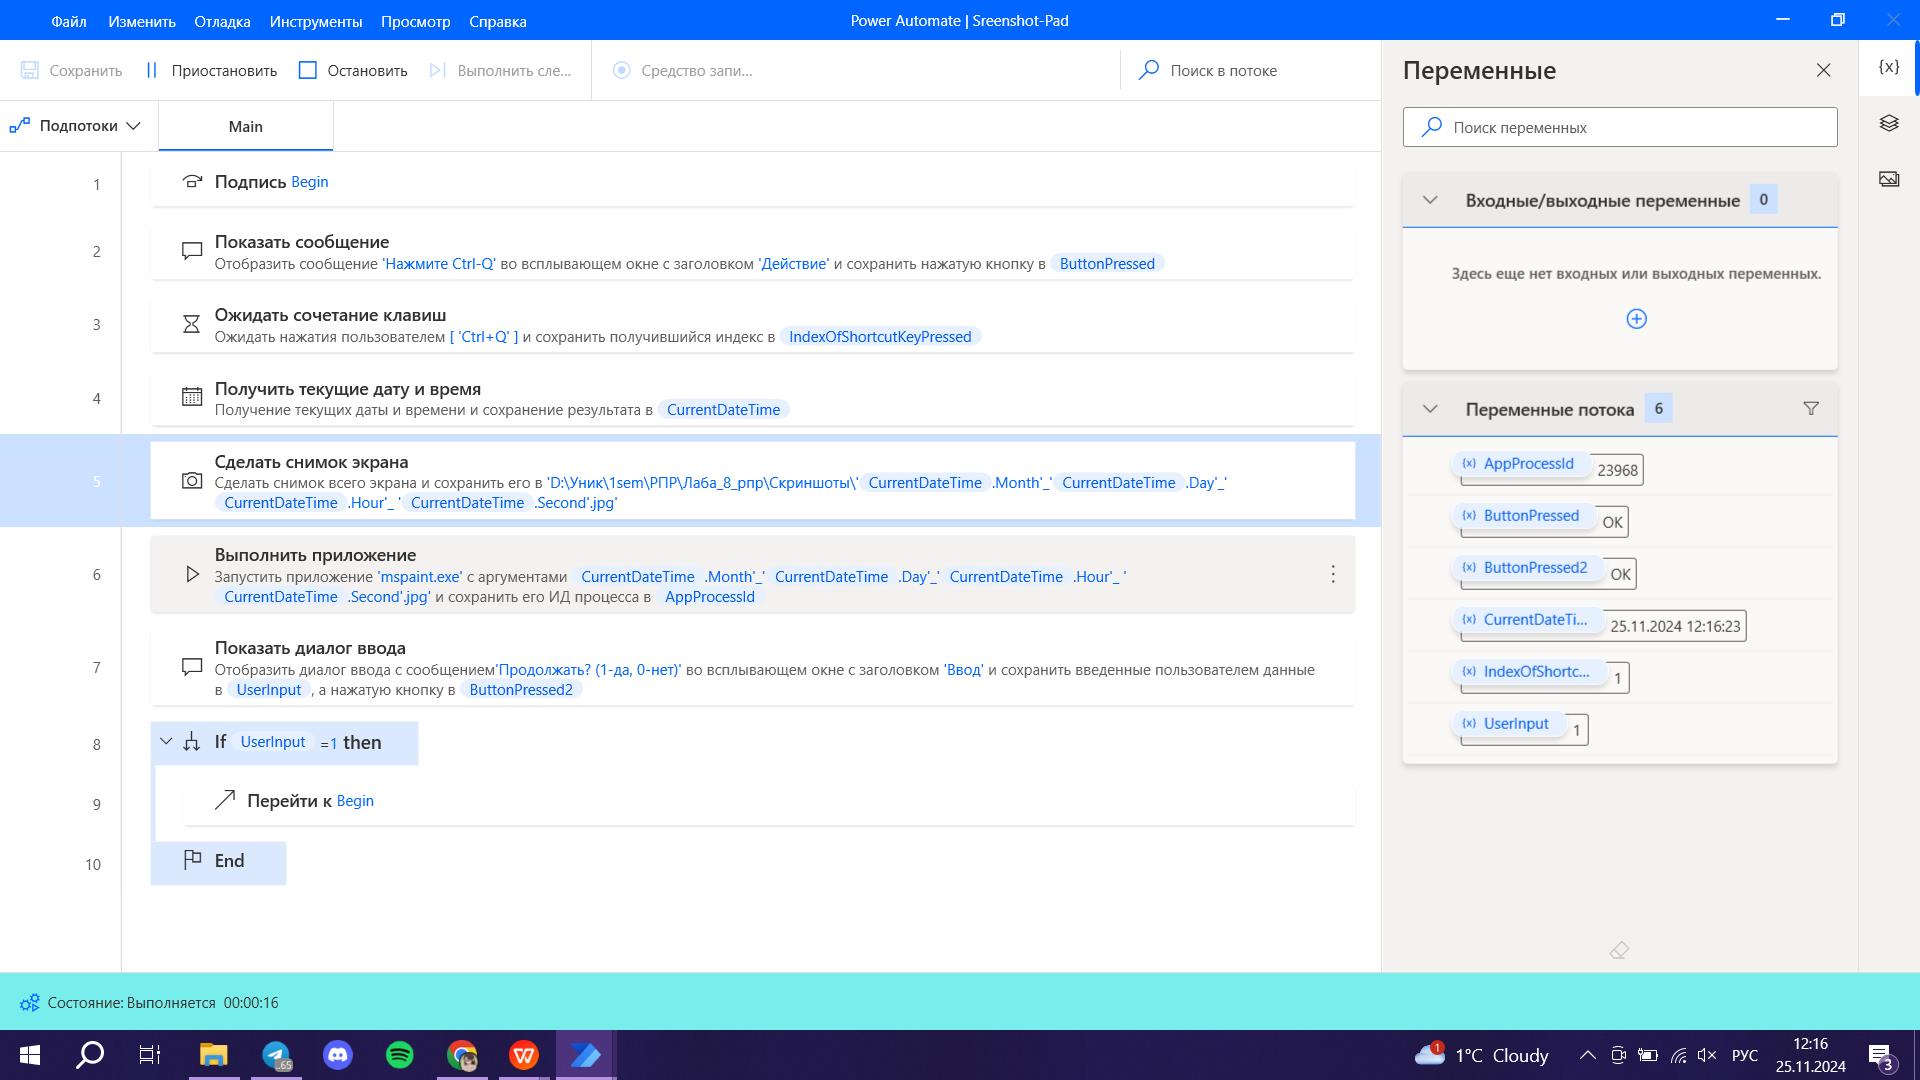 Файл Изменить Отладка Инструменты Просмотр Справка
Power Automate | Sreenshot-Pad
Сохранить Приостановить Остановить Выполнить сле... Средство запи... Поиск в потоке
Подпотоки Main
1 Подпись Begin
2 Показать сообщение
Отобразить сообщение 'Нажмите Ctrl-Q' во всплывающем окне с заголовком 'Действие' и сохранить нажатую кнопку в ButtonPressed
3 Ожидать сочетание клавиш
Ожидать нажатия пользователем [ 'Ctrl+Q' ] и сохранить получившийся индекс в IndexOfShortcutKeyPressed
4 Получить текущие дату и время
Получение текущих даты и времени и сохранение результата в CurrentDateTime
5 Сделать снимок экрана
Сделать снимок всего экрана и сохранить его в 'D:\Уник\1sem\РПР\Лаба_8_рпр\Скриншоты\' CurrentDateTime .Month'_' CurrentDateTime .Day'_'
CurrentDateTime .Hour'_ ' CurrentDateTime .Second'.jpg'
6 Выполнить приложение
Запустить приложение 'mspaint.exe' с аргументами CurrentDateTime .Month'_' CurrentDateTime .Day'_' CurrentDateTime .Hour'_ '
CurrentDateTime .Second'.jpg' и сохранить его ИД процесса в AppProcessId
7 Показать диалог ввода
Отобразить диалог ввода с сообщением'Продолжать? (1-да, 0-нет)' во всплывающем окне с заголовком 'Ввод' и сохранить введенные пользователем данные
в UserInput , а нажатую кнопку в ButtonPressed2
8 If UserInput =1 then
9 Перейти к Begin
10 End
Переменные
{x}
Поиск переменных
Входные/выходные переменные 0
Здесь еще нет входных или выходных переменных.
Переменные потока 6
{x} AppProcessId 23968
{x} ButtonPressed OK
{x} ButtonPressed2 OK
{x} CurrentDateTi... 25.11.2024 12:16:23
{x} IndexOfShortc... 1
{x} UserInput 1
Состояние: Выполняется 00:00:16
65
1 1°C Cloudy РУС 12:16
25.11.2024 3